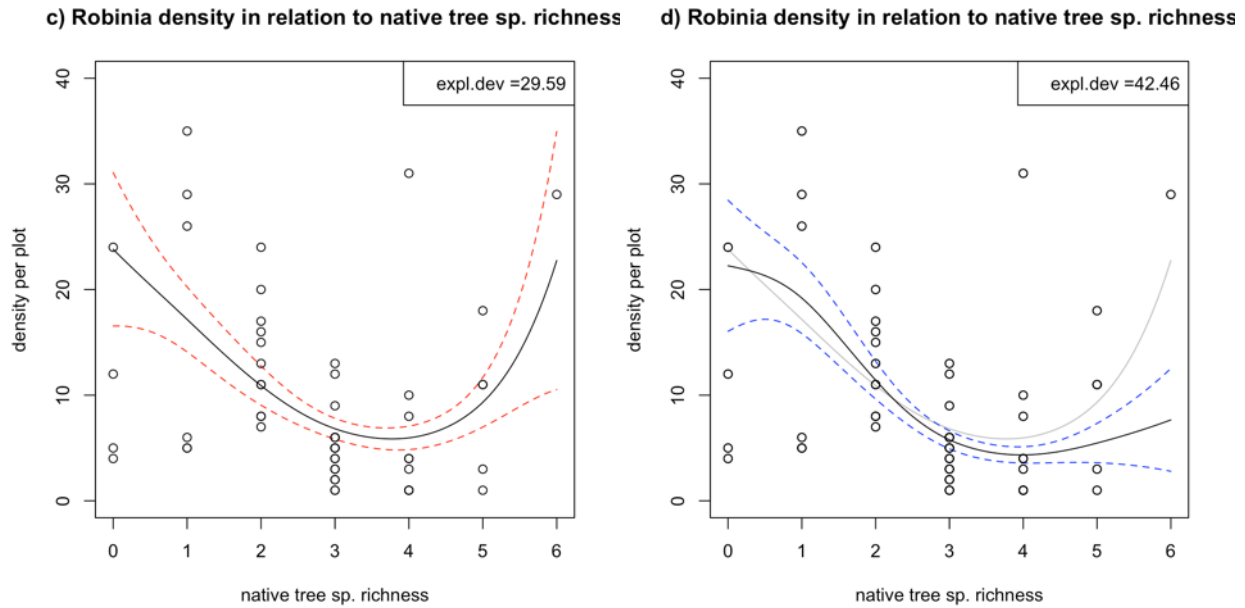 c) Robinia density in relation to native tree sp. richness
expl.dev =29.59
40
30
20
10
0
density per plot
0 1 2 3 4 5 6
native tree sp. richness
d) Robinia density in relation to native tree sp. richness
expl.dev =42.46
40
30
20
10
0
density per plot
0 1 2 3 4 5 6
native tree sp. richness